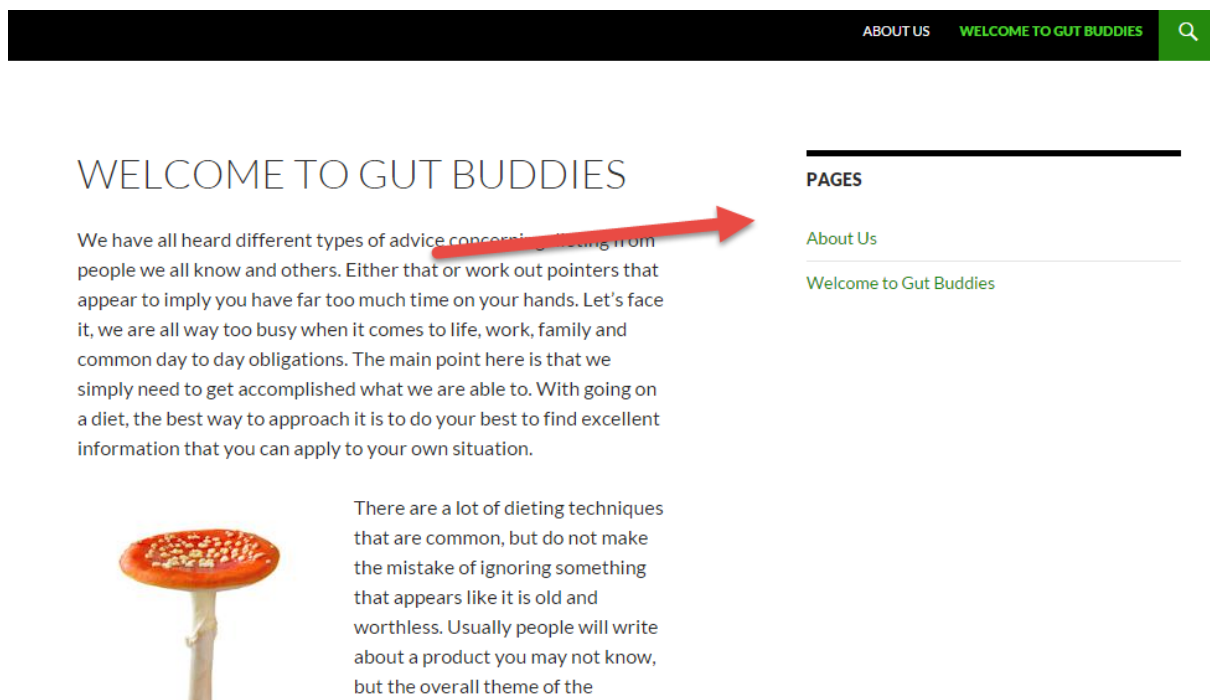 ABOUT US WELCOME TO GUT BUDDIES
WELCOME TO GUT BUDDIES
We have all heard different types of advice from
people we all know and others. Either that or work out pointers that
appear to imply you have far too much time on your hands. Let’s face
it, we are all way too busy when it comes to life, work, family and
common day to day obligations. The main point here is that we
simply need to get accomplished what we are able to. With going on
a diet, the best way to approach it is to do your best to find excellent
information that you can apply to your own situation.
There are a lot of dieting techniques
that are common, but do not make
the mistake of ignoring something
that appears like it is old and
worthless. Usually people will write
about a product you may not know,
but the overall theme of the
PAGES
About Us
Welcome to Gut Buddies